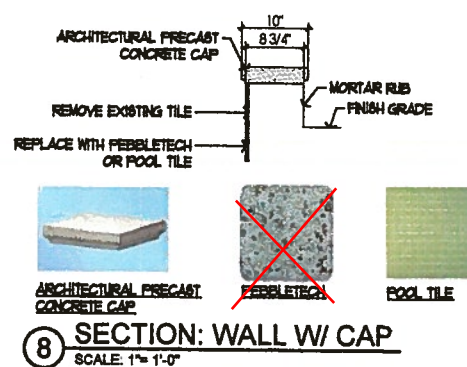 10"
8 3/4"
ARCHITECTURAL PRECAST
CONCRETE CAP
MORTAR RUB
REMOVE EXISTING TILE
FINISH GRADE
REPLACE WITH PEBBLETECH
OR POOL TILE
ARCHITECTURAL PRECAST
CONCRETE CAP
PEBBLETECH
POOL TILE
8 SECTION: WALL W/ CAP
SCALE: 1"= 1'-0"